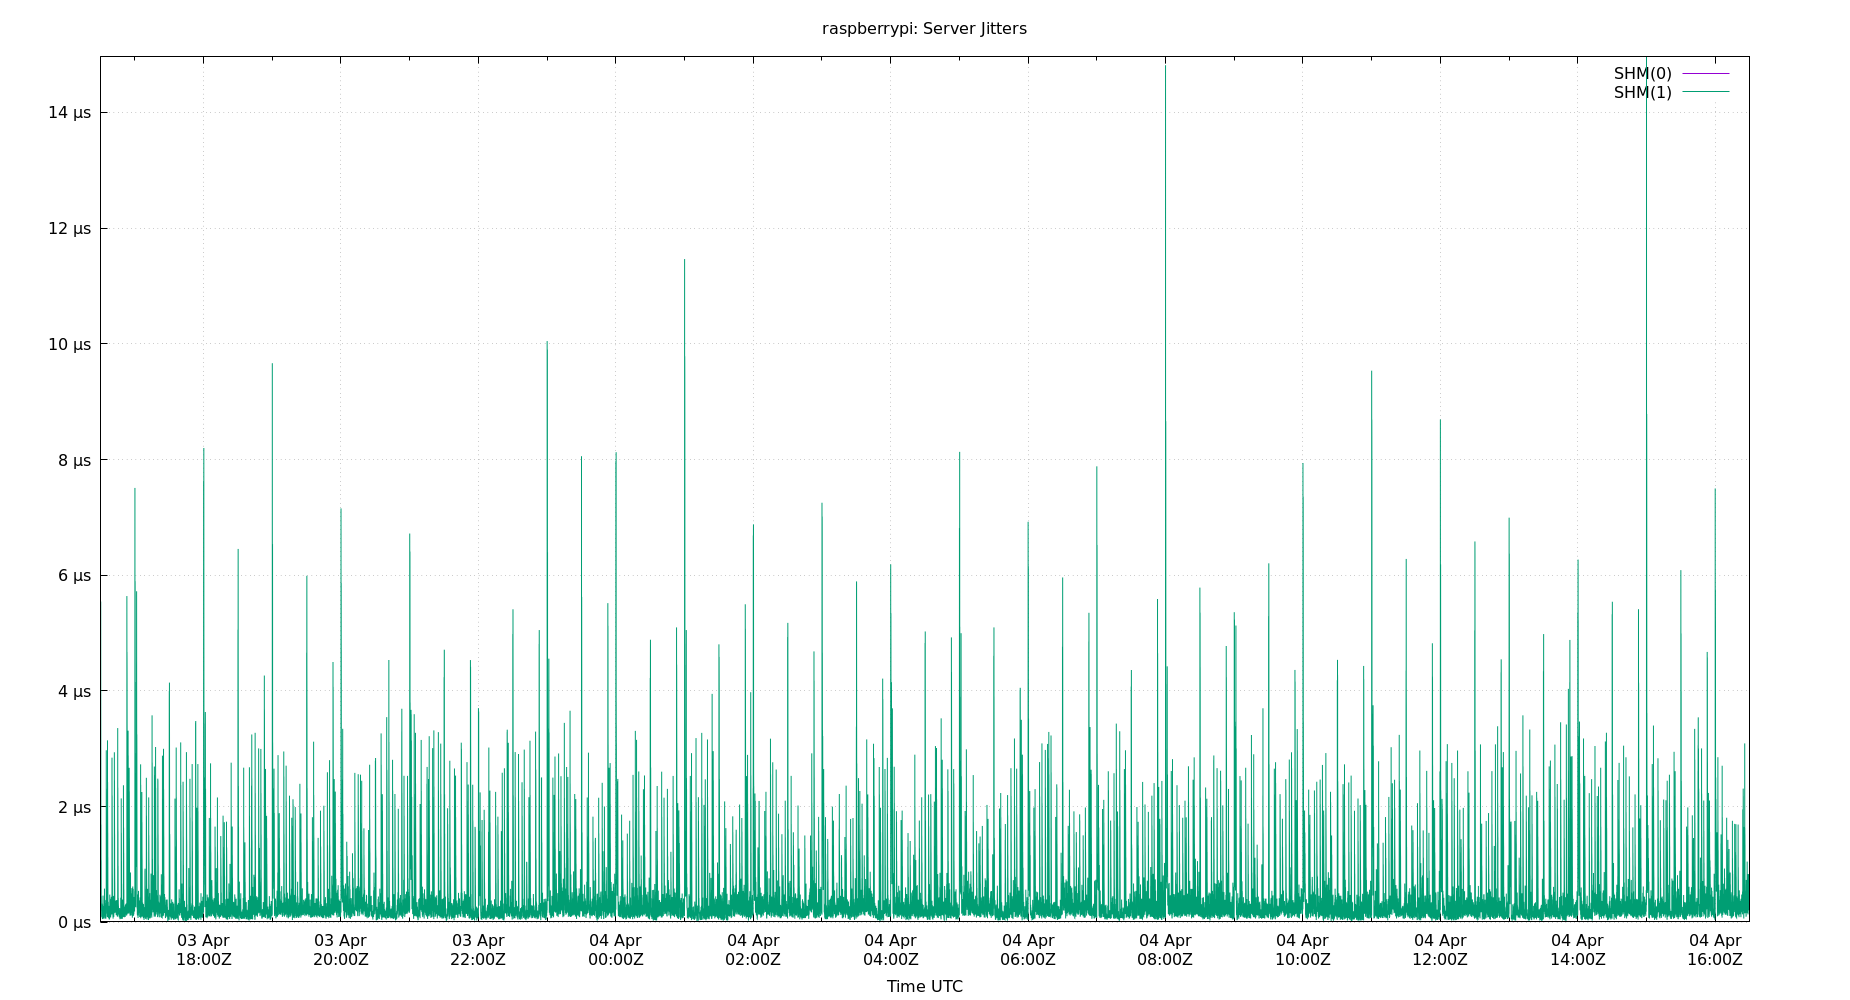 raspberrypi: Server Jitters
SHM(0)
SHM(1)
14 µs
12 µs
10 µs
8 µs
6 µs
4 µs
2 µs
0 µs
03 Apr 03 Apr 03 Apr 04 Apr 04 Apr 04 Apr 04 Apr 04 Apr 04 Apr 04 Apr 04 Apr 04 Apr
18:00Z 20:00Z 22:00Z 00:00Z 02:00Z 04:00Z 06:00Z 08:00Z 10:00Z 12:00Z 14:00Z 16:00Z
Time UTC